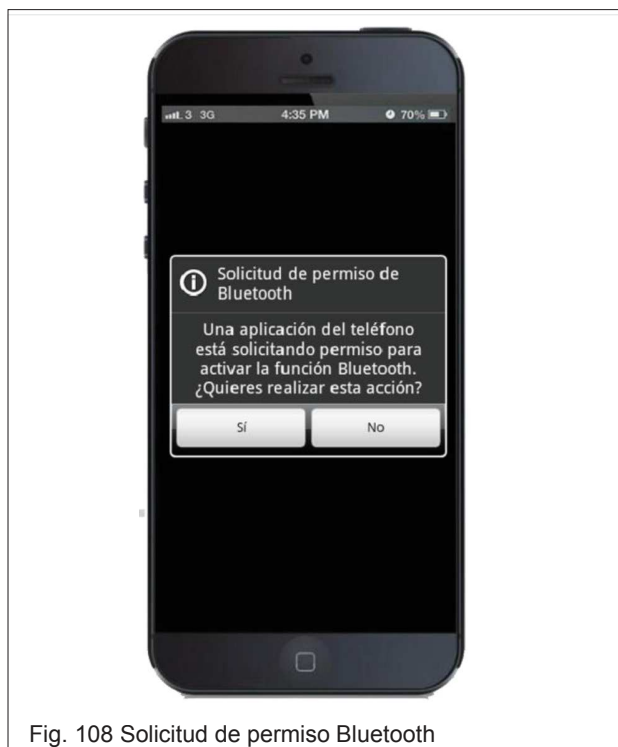 3 3G 4:35 PM 70%
Solicitud de permiso de
Bluetooth
Una aplicación del teléfono
está solicitando permiso para
activar la función Bluetooth.
¿Quieres realizar esta acción?
Sí No
Fig. 108 Solicitud de permiso Bluetooth